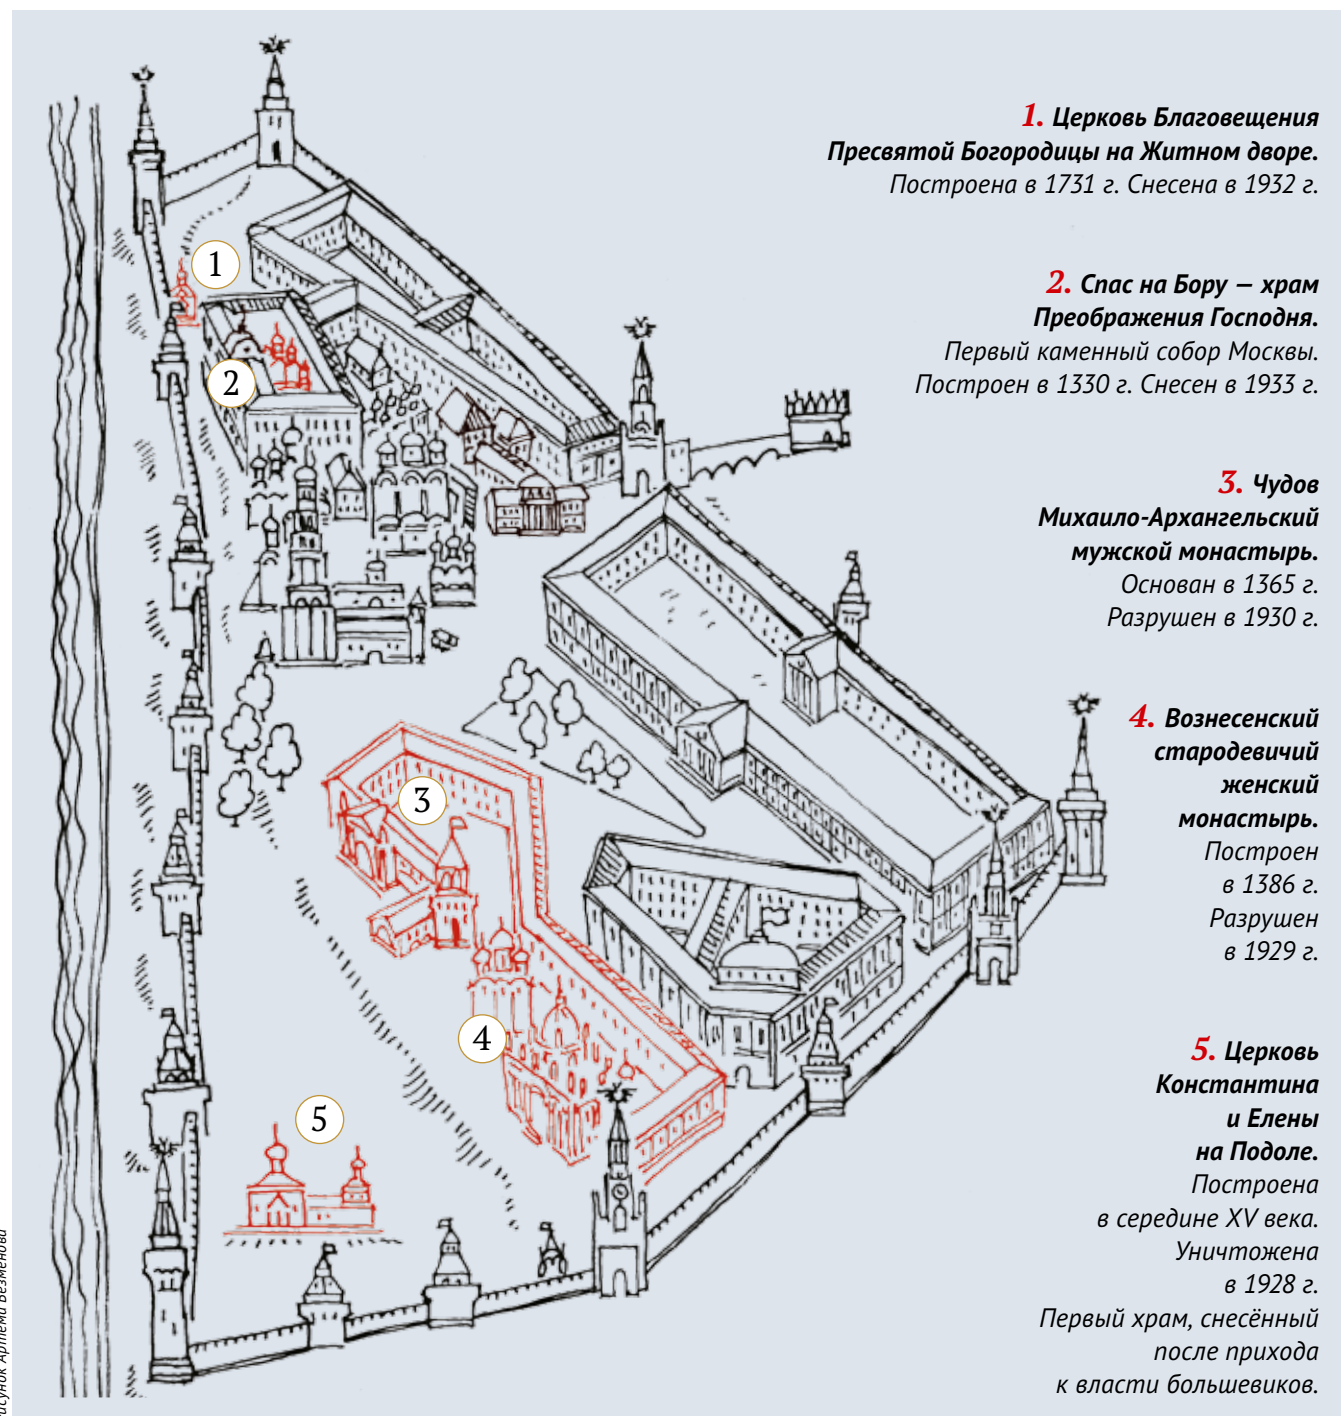 1. Церковь Благовещения
Пресвятой Богородицы на Житном дворе.
Построена в 1731 г. Снесена в 1932 г.
2. Спас на Бору — храм
Преображения Господня.
Первый каменный собор Москвы.
Построен в 1330 г. Снесен в 1933 г.
3. Чудов
Михаило-Архангельский
мужской монастырь.
Основан в 1365 г.
Разрушен в 1930 г.
4. Вознесенский
стародевичий
женский
монастырь.
Построен
в 1386 г.
Разрушен
в 1929 г.
5. Церковь
Константина
и Елены
на Подоле.
Построена
в середине XV века.
Уничтожена
в 1928 г.
Первый храм, снесённый
после прихода
к власти большевиков.
1
2
3
4
5
Артёма Безменова